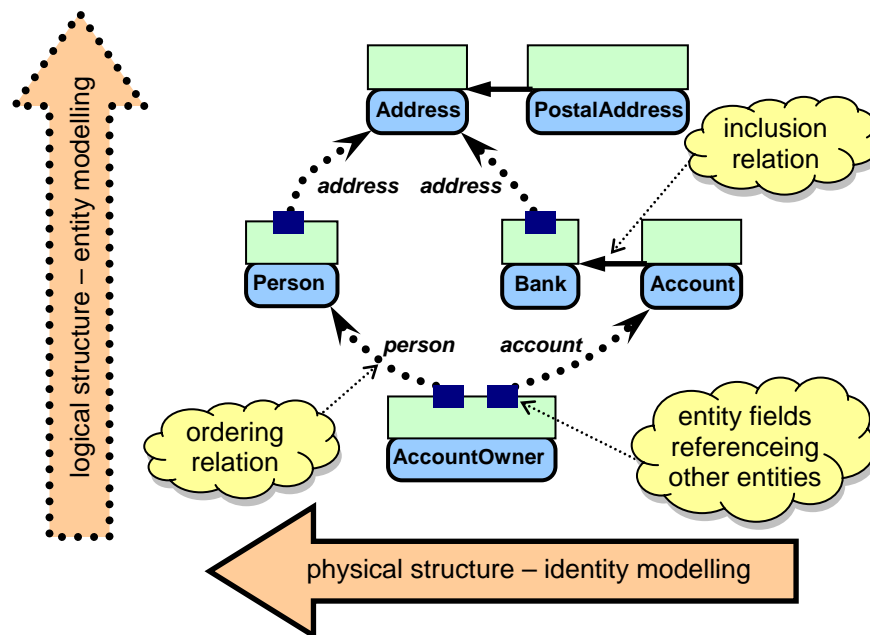 Address
PostalAddress
inclusion
relation
address
address
Person
Bank
Account
person
account
ordering
relation
AccountOwner
entity fields
referenceing
other entities
logical structure – entity modelling
physical structure – identity modelling